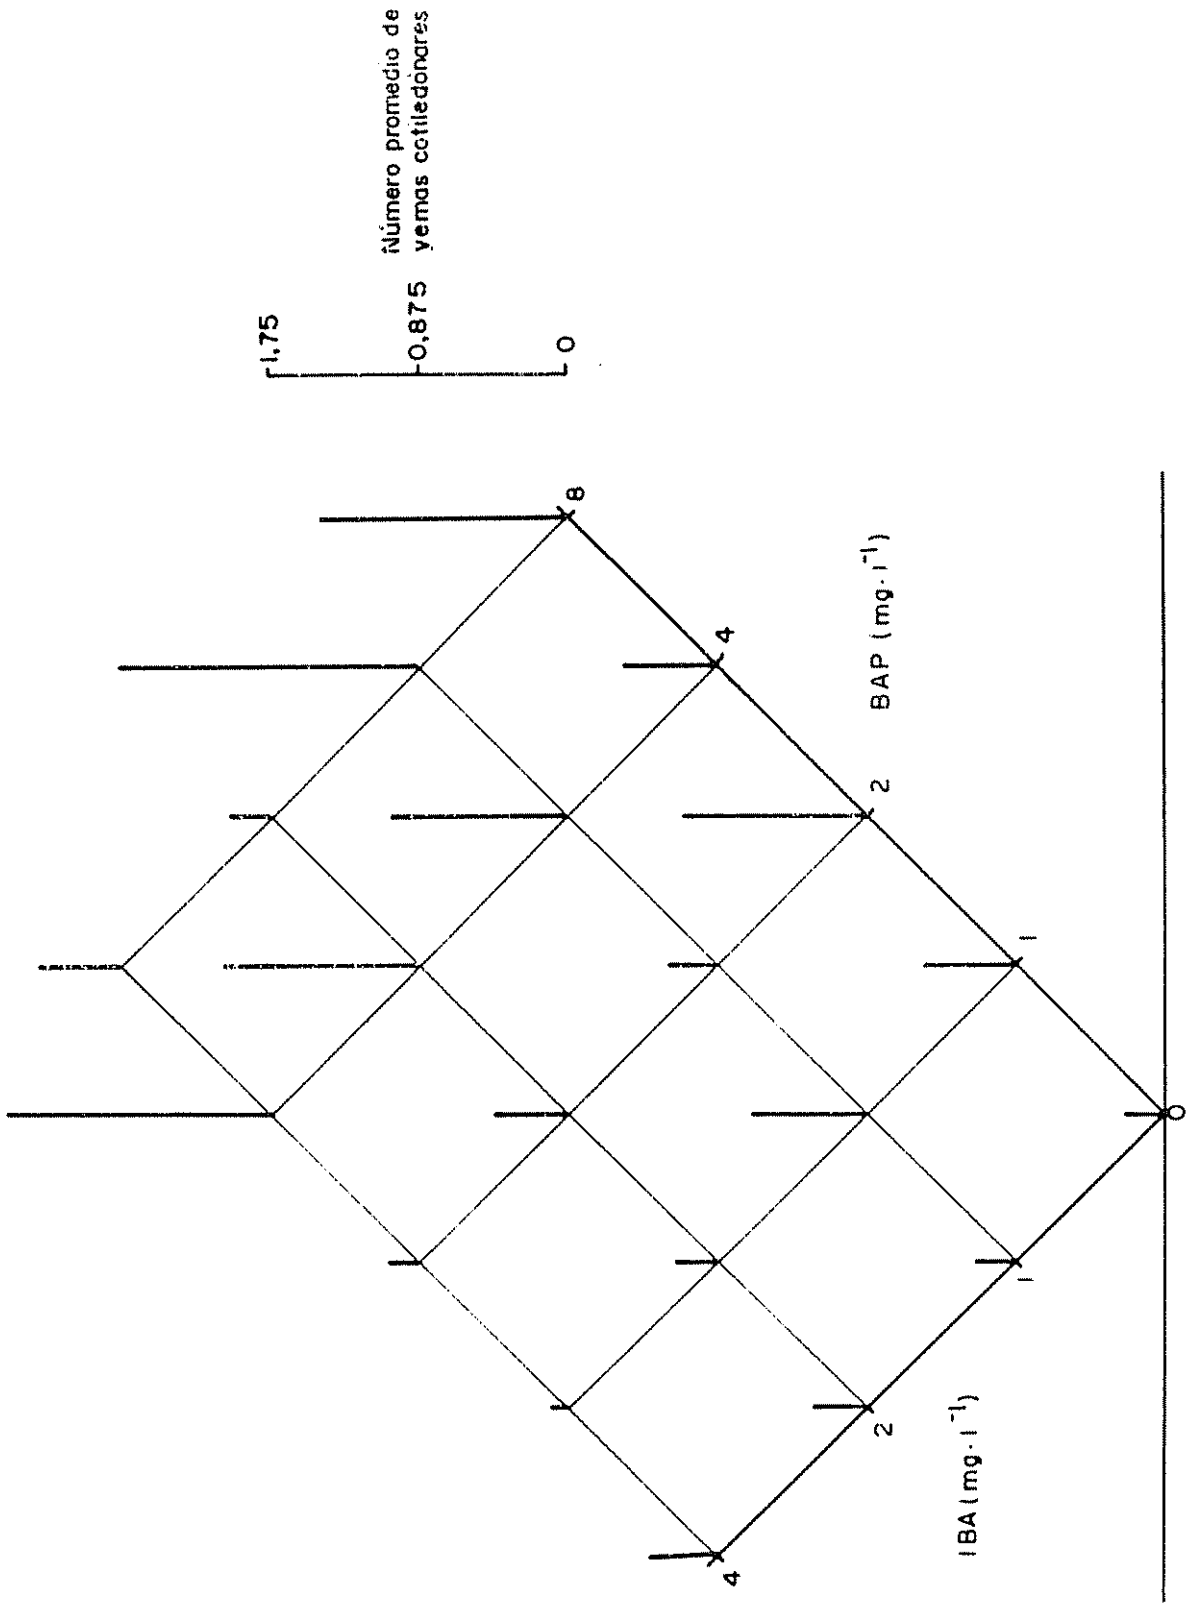 1,75
0,875
0
Número promedio de
yemas cotiledonares
8
4
2
1
0
1
2
4
BAP (mg·l⁻¹)
IBA (mg·l⁻¹)